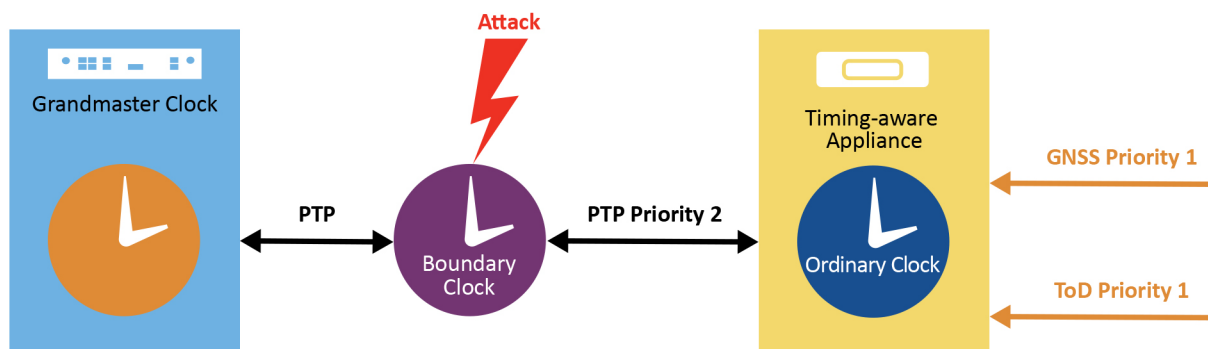 Attack
Grandmaster Clock
Timing-aware
Appliance
GNSS Priority 1
PTP
PTP Priority 2
Boundary
Clock
Ordinary Clock
ToD Priority 1